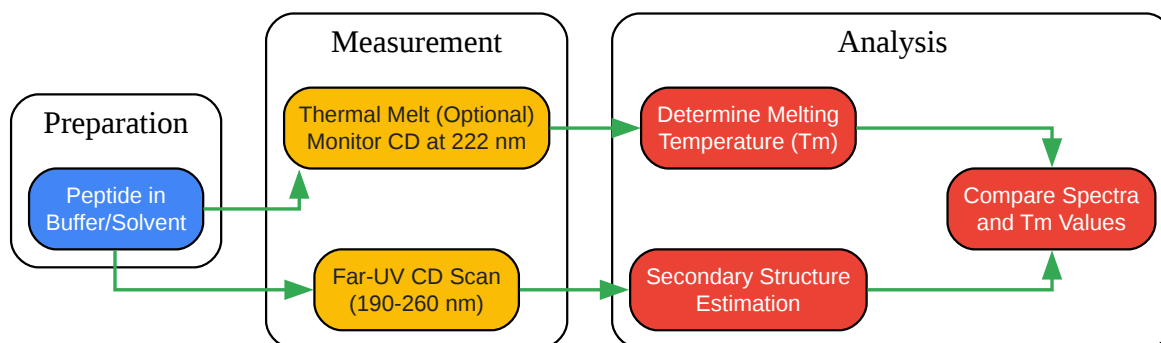 Preparation
Peptide in
Buffer/Solvent
Measurement
Thermal Melt (Optional)
Monitor CD at 222 nm
Far-UV CD Scan
(190-260 nm)
Analysis
Determine Melting
Temperature (Tm)
Secondary Structure
Estimation
Compare Spectra
and Tm Values